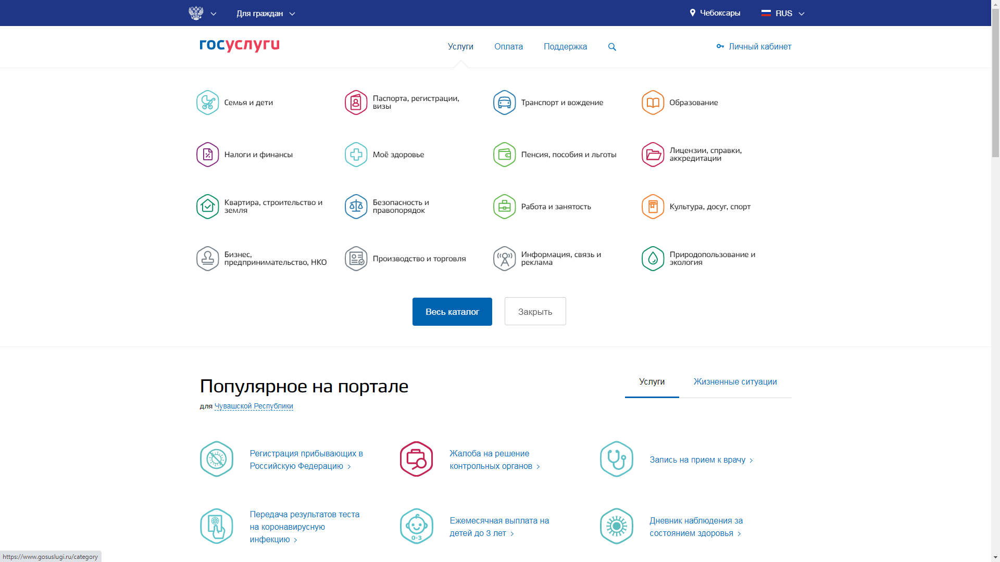 Для граждан
Чебоксары
RUS
госуслуги
Услуги
Оплата
Поддержка
Личный кабинет
Семья и дети
Паспорта, регистрации,
визы
Транспорт и вождение
Образование
Налоги и финансы
Моё здоровье
Пенсия, пособия и льготы
Лицензии, справки,
аккредитации
Квартира, строительство и
земля
Безопасность и
правопорядок
Работа и занятость
Культура, досуг, спорт
Бизнес,
предпринимательство, НКО
Производство и торговля
Информация, связь и
реклама
Природопользование и
экология
Весь каталог
Закрыть
Популярное на портале
для Чувашской Республики
Услуги
Жизненные ситуации
Регистрация прибывающих в
Российскую Федерацию
Жалоба на решение
контрольных органов
Запись на прием к врачу
Передача результатов теста
на коронавирусную
инфекцию
0-3
Ежемесячная выплата на
детей до 3 лет
Дневник наблюдения за
состоянием здоровья
https://www.gosuslugi.ru/category